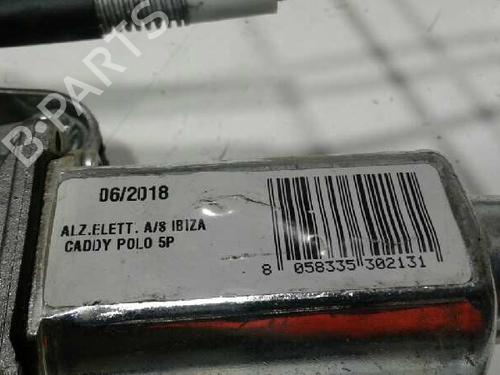 B-PARTS
06/2018
ALZ.ELETT. A/S IBIZA
CADDY POLO 5P
8 058335 302131